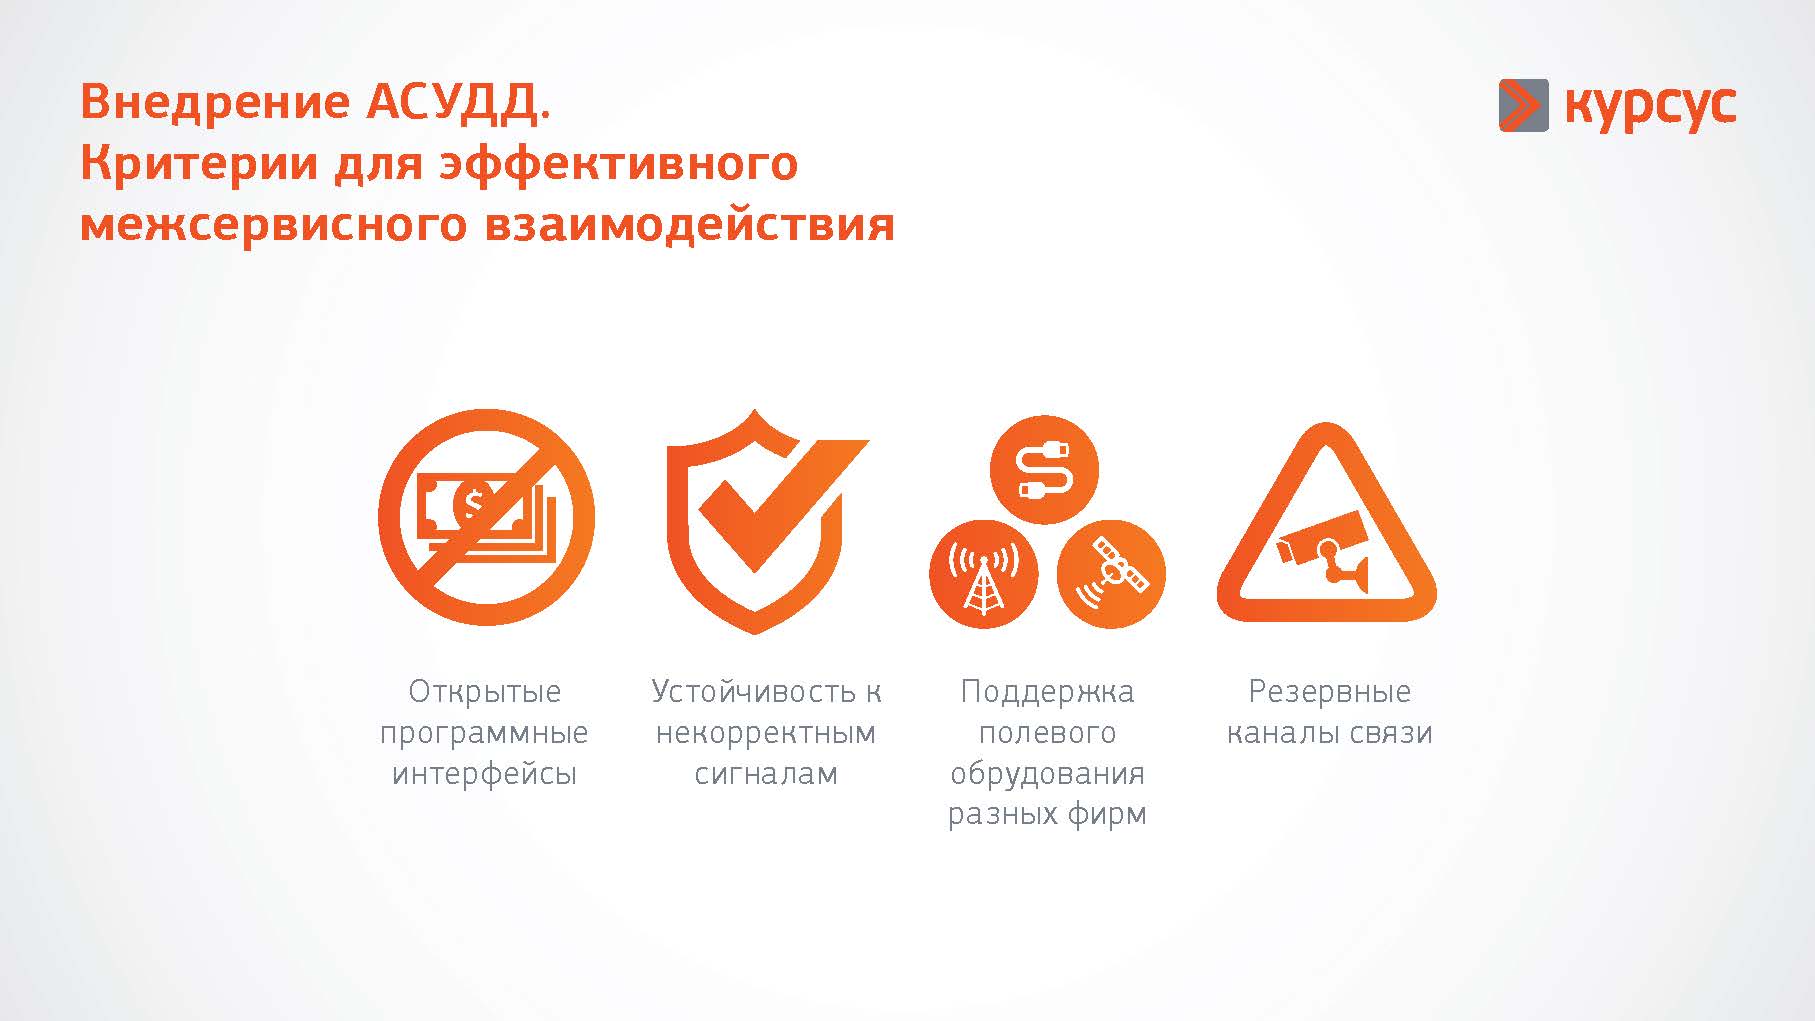 Внедрение АСУДД.
Критерии для эффективного
межсервисного взаимодействия
курсус
$
Открытые
программные
интерфейсы
Устойчивость к
некорректным
сигналам
Поддержка
полевого
обрудования
разных фирм
Резервные
каналы связи